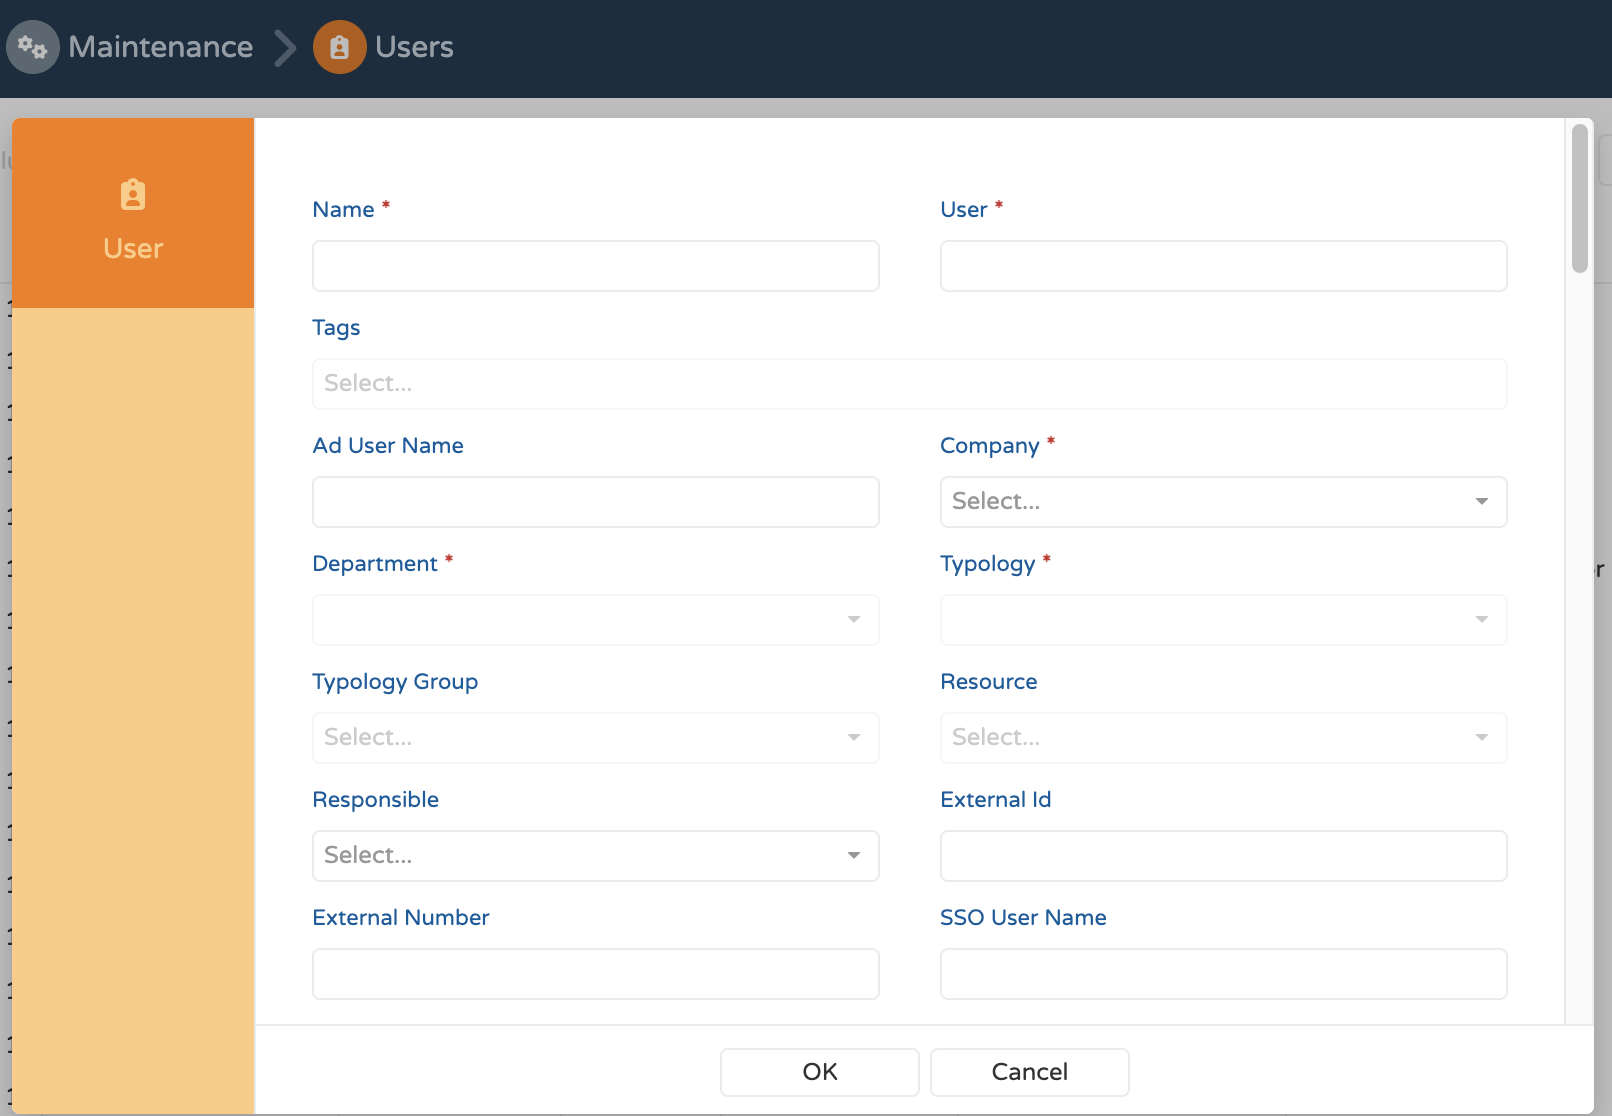 Maintenance
Users
User
Name *
User *
Tags
Select...
Ad User Name
Company *
Select...
Department *
Typology *
Typology Group
Resource
Select...
Select...
Responsible
External Id
Select...
External Number
SSO User Name
OK
Cancel